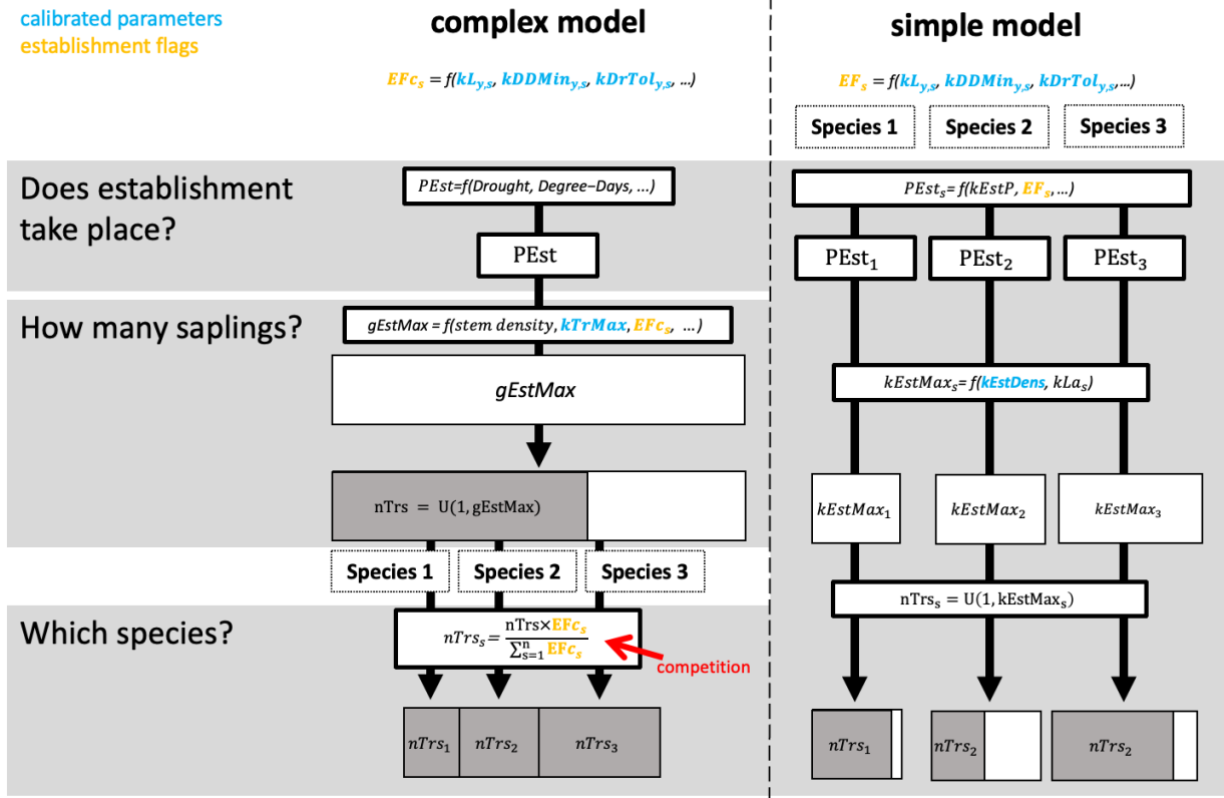 calibrated parameters
establishment flags
complex model
EFc_s = f(kL_y,s, kDDMin_y,s, kDrTol_y,s, ...)
Does establishment
take place?
PEst=f(Drought, Degree−Days, ...)
PEst
How many saplings?
gEstMax = f(stem density, kTrMax, EFc_s, ...)
gEstMax
nTrs = U(1, gEstMax)
Species 1 Species 2 Species 3
Which species?
nTrs_s = nTrs×EFc_s / ∑_s=1^n EFc_s
competition
nTrs_1 nTrs_2 nTrs_3
simple model
EF_s = f(kL_y,s, kDDMin_y,s, kDrTol_y,s,...)
Species 1 Species 2 Species 3
PEst_s= f(kEstP, EF_s,...)
PEst_1 PEst_2 PEst_3
kEstMax_s= f(kEstDens, kLa_s)
kEstMax_1 kEstMax_2 kEstMax_3
nTrs_s = U(1, kEstMax_s)
nTrs_1 nTrs_2 nTrs_2